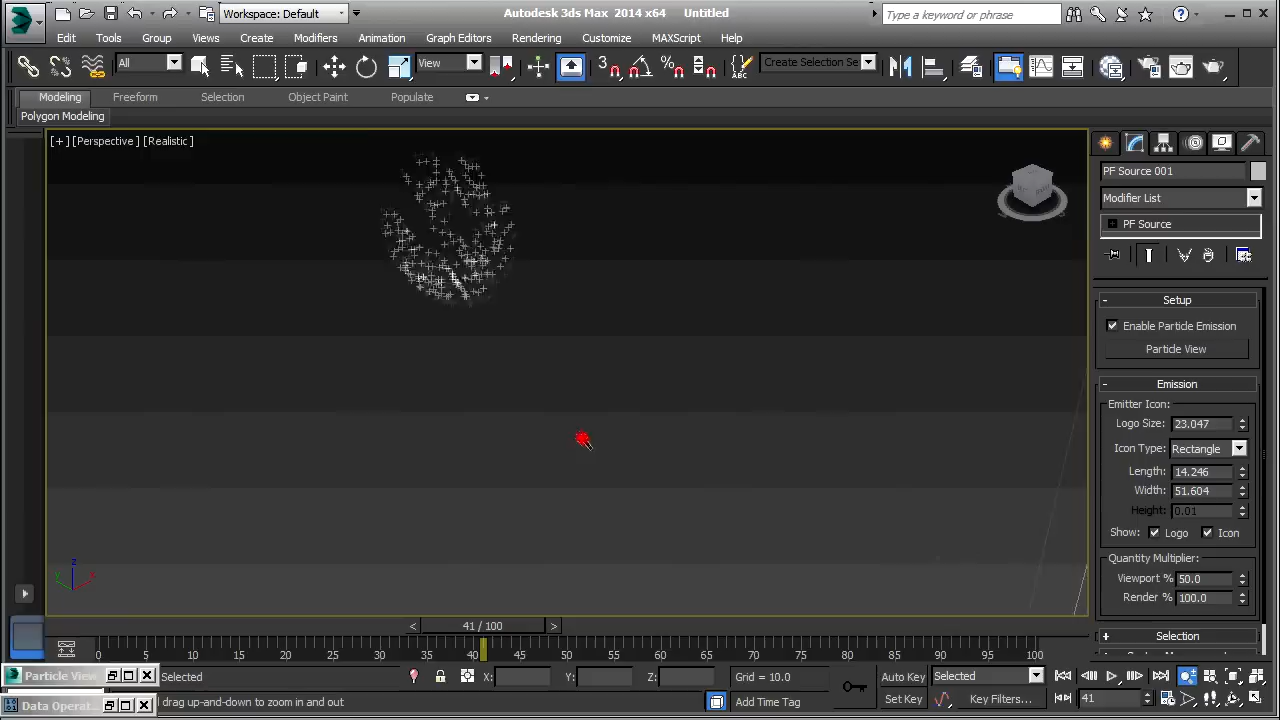 Workspace: Default
Autodesk 3ds Max 2014 x64 Untitled
Type a keyword or phrase
Edit Tools Group Views Create Modifiers Animation Graph Editors Rendering Customize MAXScript Help
All
View
3
Create Selection Se
Modeling Freeform Selection Object Paint Populate
Polygon Modeling
[+] [Perspective] [Realistic]
PF Source 001
Modifier List
PF Source
Setup
Enable Particle Emission
Particle View
Emission
Emitter Icon:
Logo Size: 23.047
Icon Type: Rectangle
Length: 14.246
Width: 51.604
Height: 0.01
Show: Logo Icon
Quantity Multiplier:
Viewport % 50.0
Render % 100.0
Selection
z
y x
41 / 100
0 5 10 15 20 25 30 35 40 45 50 55 60 65 70 75 80 85 90 95 100
Particle View
Selected
X: Y: Z:
Grid = 10.0
Auto Key
Selected
Data Operat
drag up-and-down to zoom in and out
Add Time Tag
Set Key
Key Filters...
41